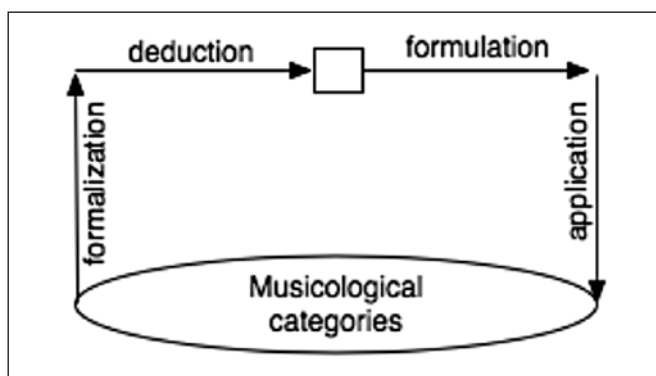 deduction
formulation
formalization
application
Musicological
categories